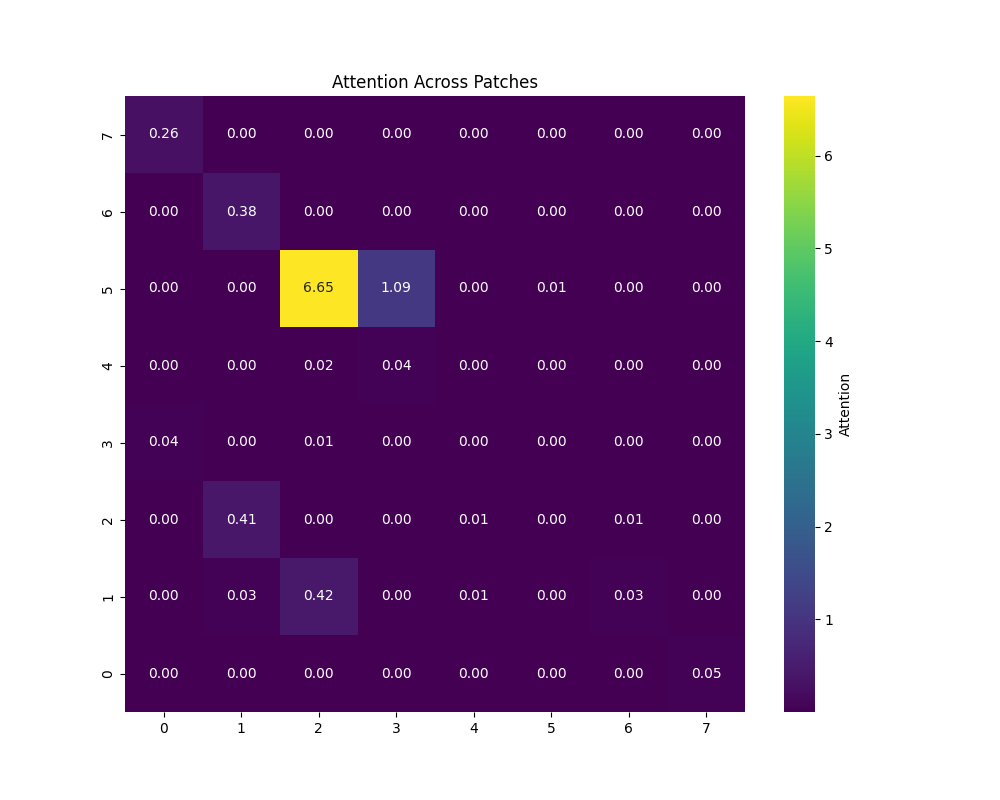 Attention Across Patches
7 0.26 0.00 0.00 0.00 0.00 0.00 0.00 0.00
6 0.00 0.38 0.00 0.00 0.00 0.00 0.00 0.00
5 0.00 0.00 6.65 1.09 0.00 0.01 0.00 0.00
4 0.00 0.00 0.02 0.04 0.00 0.00 0.00 0.00
3 0.04 0.00 0.01 0.00 0.00 0.00 0.00 0.00
2 0.00 0.41 0.00 0.00 0.01 0.00 0.01 0.00
1 0.00 0.03 0.42 0.00 0.01 0.00 0.03 0.00
0 0.00 0.00 0.00 0.00 0.00 0.00 0.00 0.05
0 1 2 3 4 5 6 7
6
5
4
3
2
1
Attention